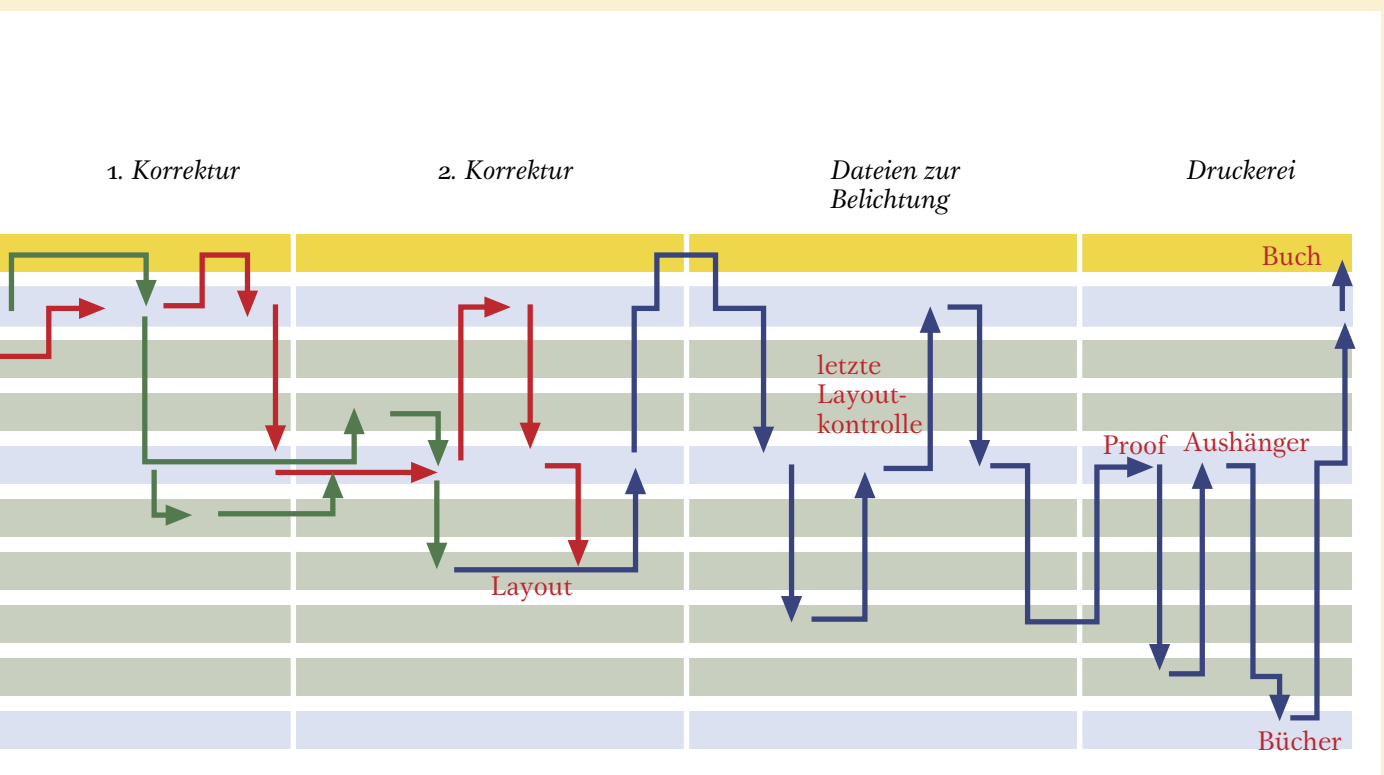 1. Korrektur
2. Korrektur
Dateien zur
Belichtung
Druckerei
Buch
letzte
Layout-
kontrolle
Proof
Aushänger
Layout
Bücher